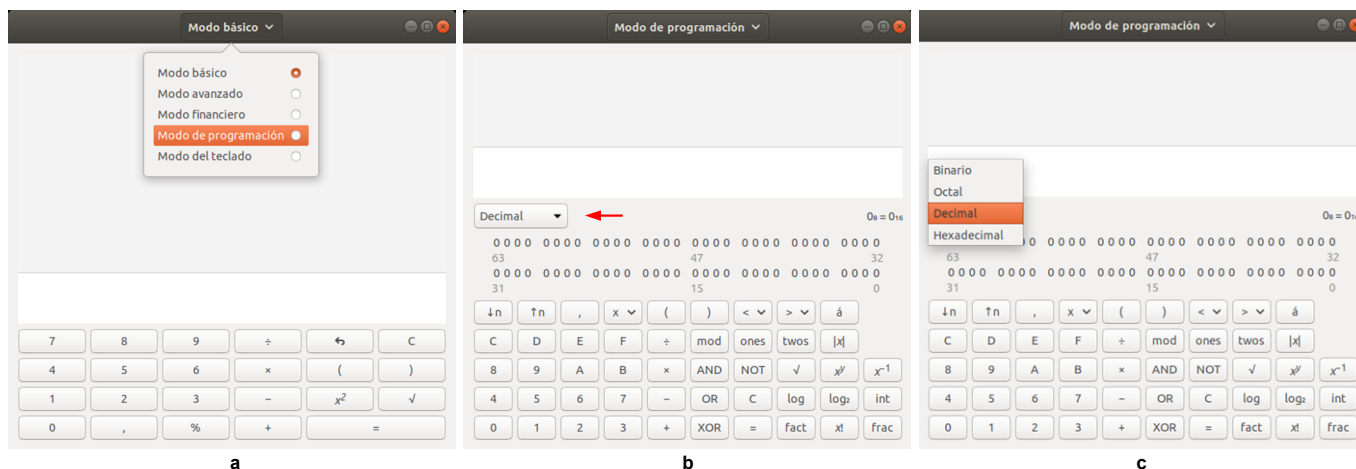 Modo básico
Modo básico
Modo avanzado
Modo financiero
Modo de programación
Modo del teclado
7 8 9 ÷ C
4 5 6 × ( )
1 2 3 − x² √
0 , % + =
a
Modo de programación
Decimal
0₈ = 0₁₆
0000 0000 0000 0000 0000 0000 0000 0000
63 47 32
0000 0000 0000 0000 0000 0000 0000 0000
31 15 0
↓n ↑n , x ( ) < > á
C D E F ÷ mod ones twos |x|
8 9 A B × AND NOT √ xʸ x⁻¹
4 5 6 7 − OR C log log₂ int
0 1 2 3 + XOR = fact x! frac
b
Modo de programación
Binario
Octal
Decimal
Hexadecimal
0₈ = 0₁₆
0 0000 0000 0000 0000 0000 0000
63 47 32
0000 0000 0000 0000 0000 0000 0000 0000
31 15 0
↓n ↑n , x ( ) < > á
C D E F ÷ mod ones twos |x|
8 9 A B × AND NOT √ xʸ x⁻¹
4 5 6 7 − OR C log log₂ int
0 1 2 3 + XOR = fact x! frac
c